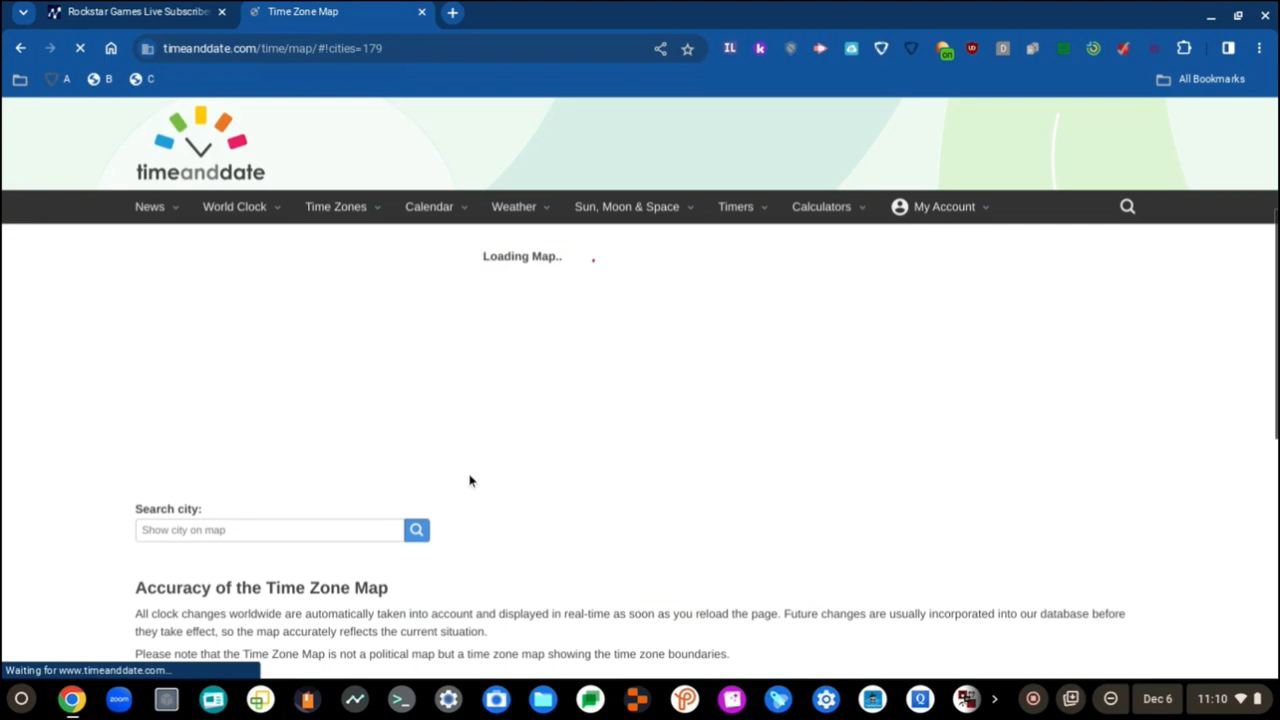 Rockstar Games Live Subscribe
Time Zone Map
timeanddate.com/time/map/#!cities=179
IL
k
UD
D
on
A
B
C
All Bookmarks
timeanddate
News
World Clock
Time Zones
Calendar
Weather
Sun, Moon & Space
Timers
Calculators
My Account
Loading Map..
Search city:
Show city on map
Accuracy of the Time Zone Map
All clock changes worldwide are automatically taken into account and displayed in real-time as soon as you reload the page. Future changes are usually incorporated into our database before
they take effect, so the map accurately reflects the current situation.
Please note that the Time Zone Map is not a political map but a time zone map showing the time zone boundaries.
Waiting for www.timeanddate.com...
zoom
Q
Dec 6
11:10